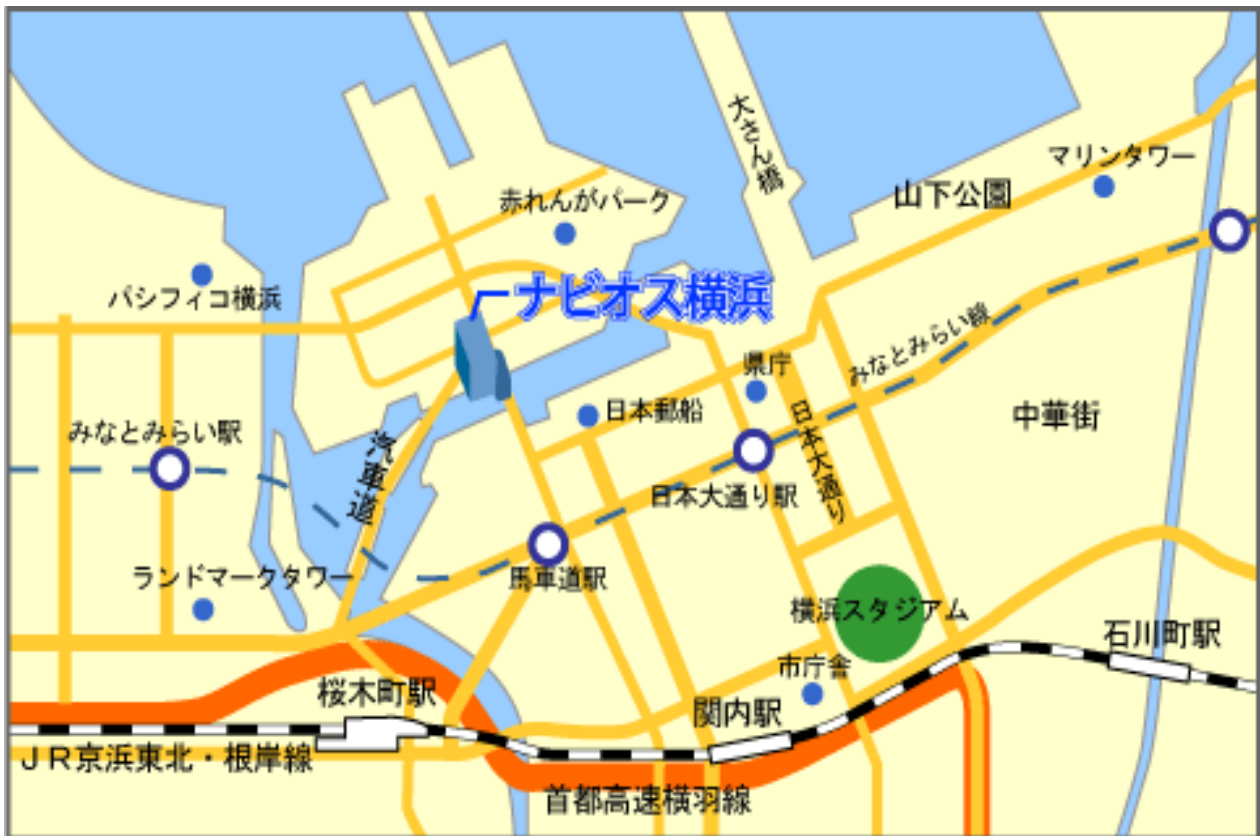 大さん橋
マリンタワー
山下公園
赤れんがパーク
パシフィコ横浜
ナビオス横浜
みなとみらい線
県庁
日本郵船
日本大通り
中華街
みなとみらい駅
汽車道
日本大通り駅
馬車道駅
ランドマークタワー
横浜スタジアム
石川町駅
市庁舎
桜木町駅
関内駅
JR京浜東北・根岸線
首都高速横羽線